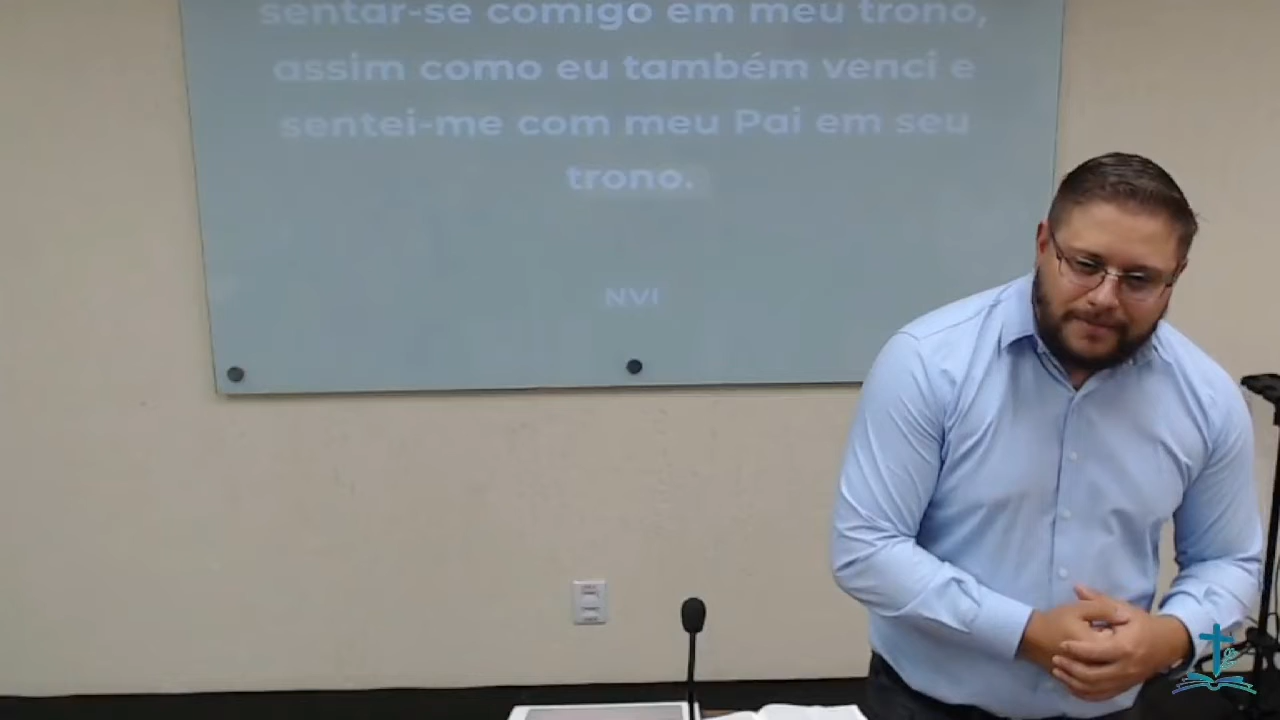 sentar-se comigo em meu trono,
assim como eu também venci e
sentei-me com meu Pai em seu
trono.
NVI